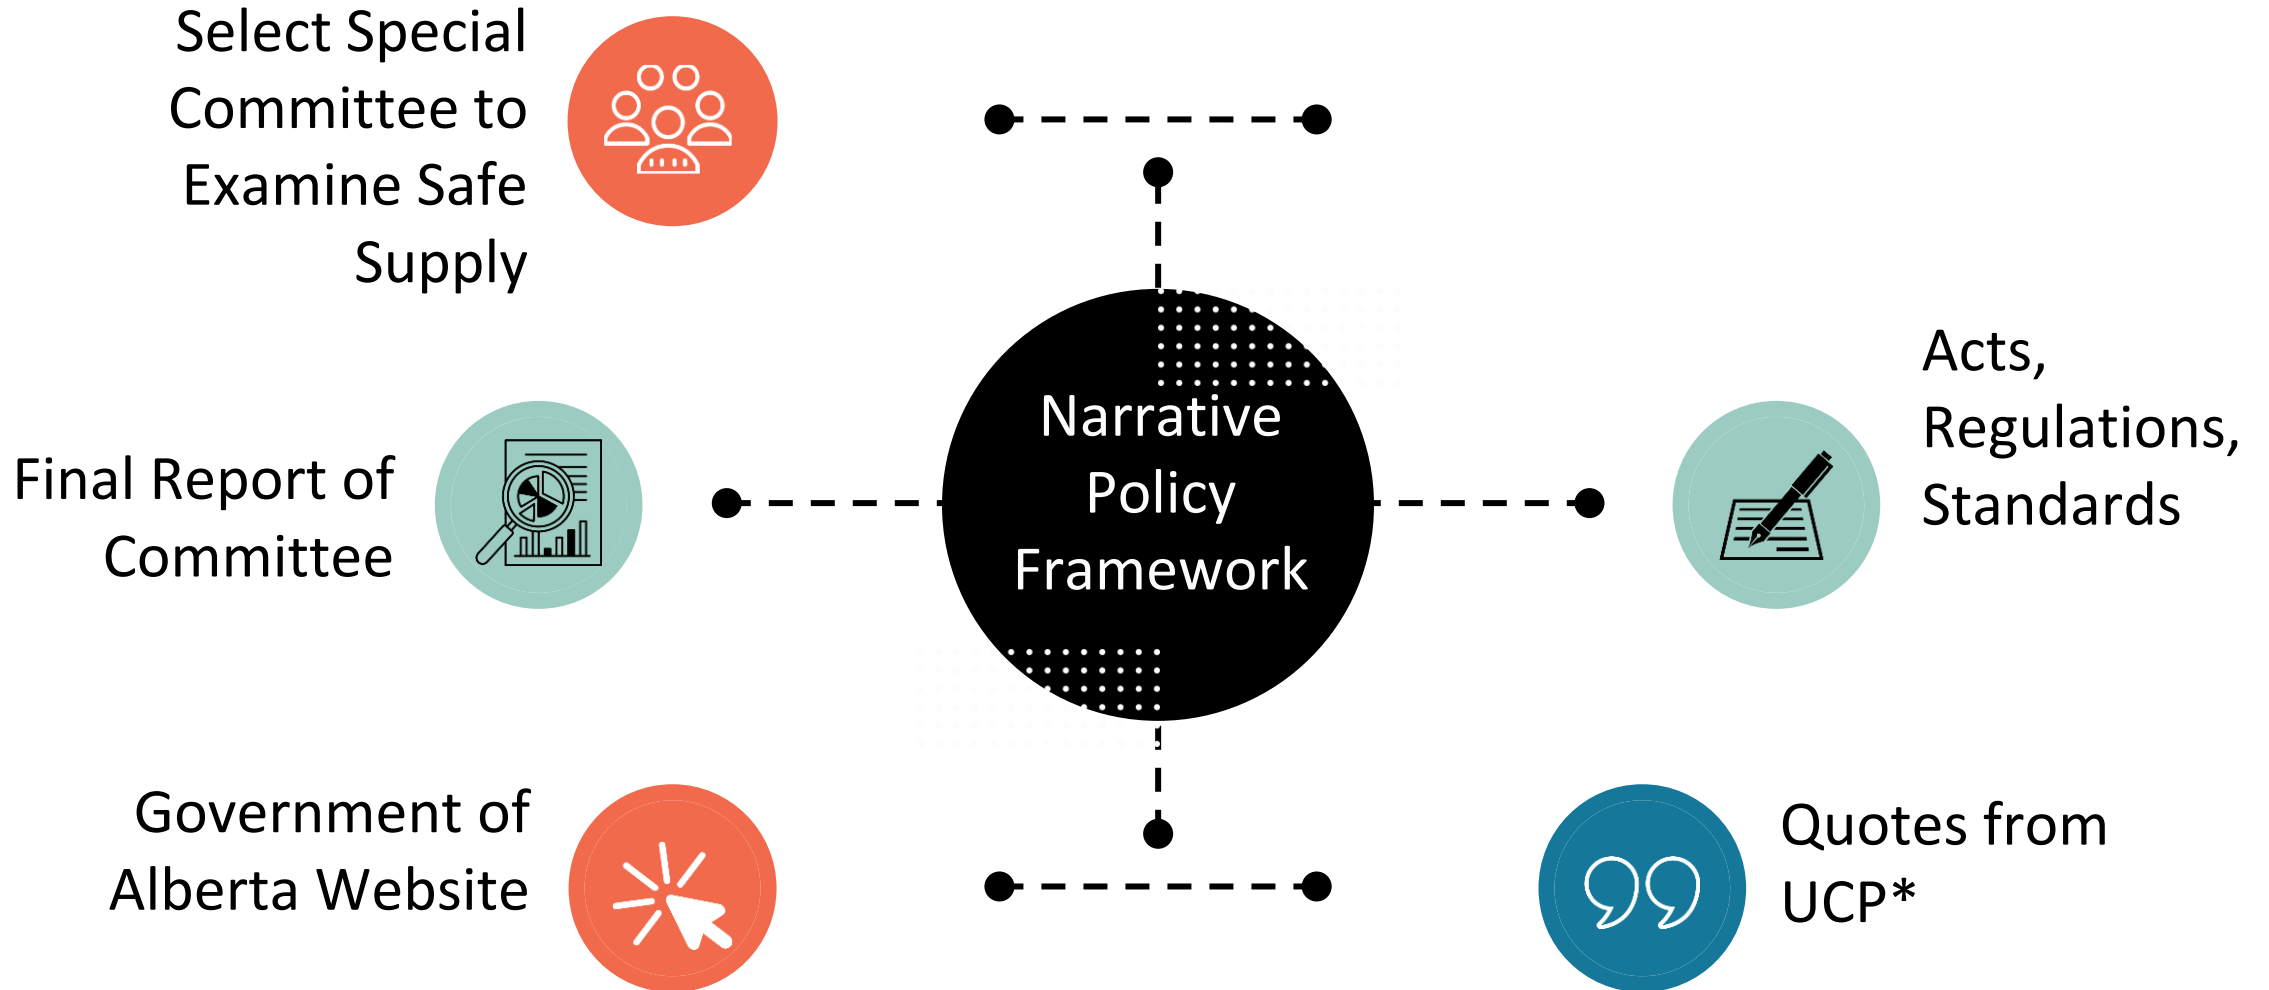 Select Special
Committee to
Examine Safe
Supply
Final Report of
Committee
Government of
Alberta Website
Narrative
Policy
Framework
Acts,
Regulations,
Standards
Quotes from
UCP*